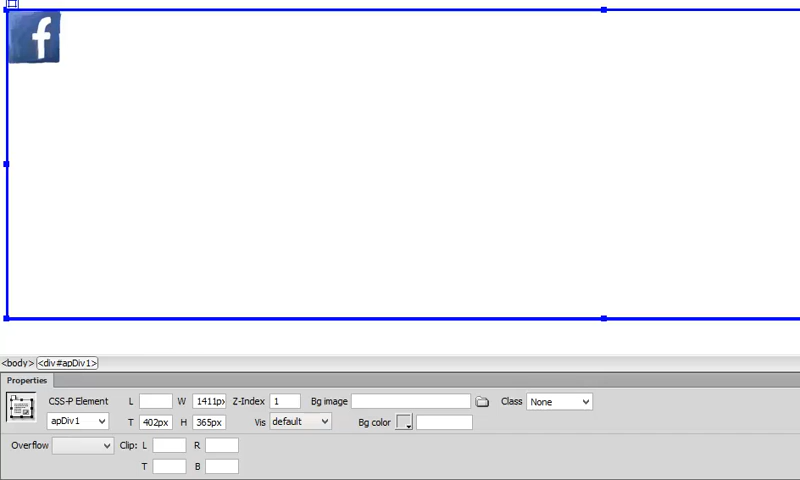 f
<body> <div#apDiv1>
Properties
CSS-P Element L W 1411px Z-Index 1 Bg image Class None
apDiv1 T 402px H 365px Vis default Bg color
Overflow Clip: L R
T B